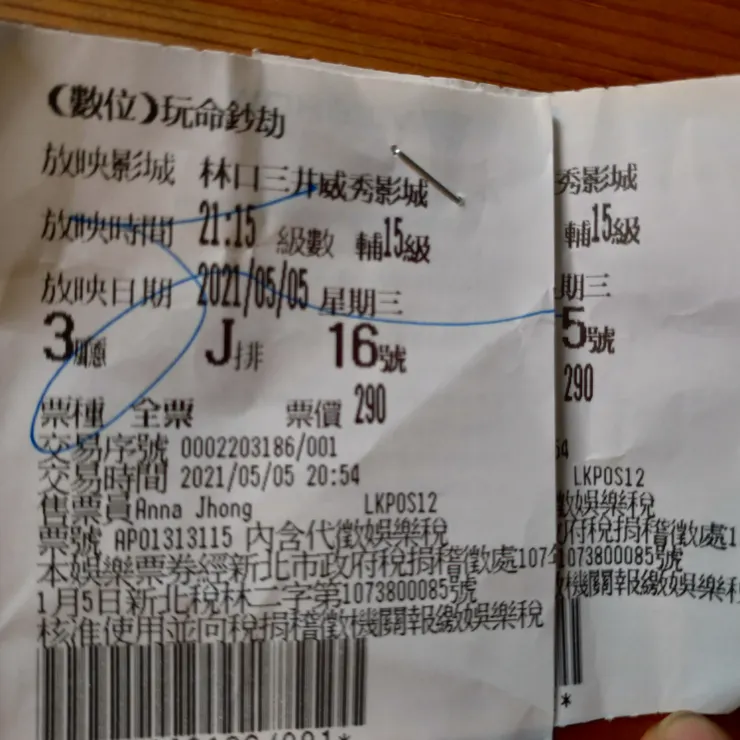 (數位)玩命鈔劫
放映影城 林口三井威秀影城
放映時間 21:15 級數 輔15級
放映日期 2021/05/05 星期三
3廳 J排 16號
票種 全票 票價 290
交易序號 0002203186/001
交易時間 2021/05/05 20:54
售票員Anna Jhong LKPOS12
票號 AP01313115 內含代徵娛樂稅
本娛樂票券經新北市政府稅捐稽徵處107年
1月5日新北稅林二字第1073800085號
核准使用並向稅捐稽徵機關報繳娛樂稅
秀影城
輔15級
期三
5號
290
54
LKPOS12
徵娛樂稅
府稅捐稽徵處1
1073800085號
徵機關報繳娛樂稅
*